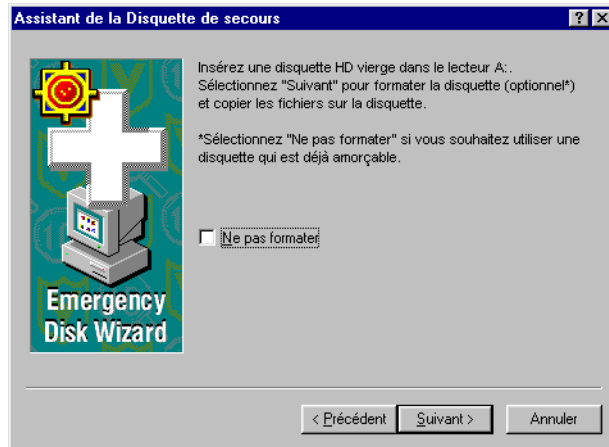 Assistant de la Disquette de secours
Insérez une disquette HD vierge dans le lecteur A:.
Sélectionnez "Suivant" pour formater la disquette (optionnel*)
et copier les fichiers sur la disquette.
*Sélectionnez "Ne pas formater" si vous souhaitez utiliser une
disquette qui est déjà amorçable.
Ne pas formater
Emergency
Disk Wizard
< Précédent
Suivant >
Annuler